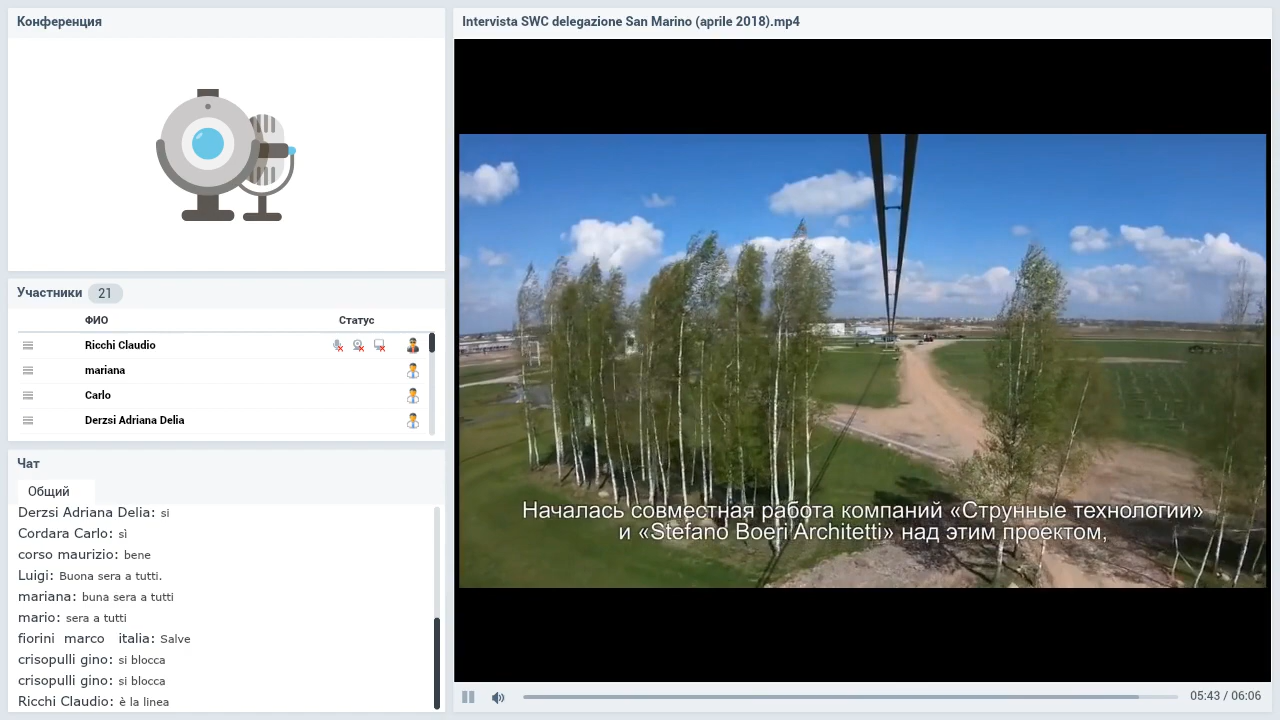 Конференция
Участники 21
ФИО Статус
Ricchi Claudio
mariana
Carlo
Derzsi Adriana Delia
Чат
Общий
Derzsi Adriana Delia: si
Cordara Carlo: sì
corso maurizio: bene
Luigi: Buona sera a tutti.
mariana: buna sera a tutti
mario: sera a tutti
fiorini marco italia: Salve
crisopulli gino: si blocca
crisopulli gino: si blocca
Ricchi Claudio: è la linea
Intervista SWC delegazione San Marino (aprile 2018).mp4
Началась совместная работа компаний «Струнные технологии»
и «Stefano Boeri Architetti» над этим проектом,
05:43 / 06:06